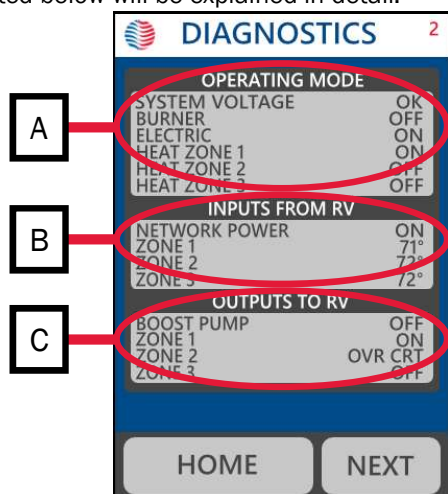 ted below will be explained in detail.
DIAGNOSTICS 2
OPERATING MODE
SYSTEM VOLTAGE OK
BURNER OFF
ELECTRIC ON
HEAT ZONE 1 ON
HEAT ZONE 2 OFF
HEAT ZONE 3 OFF
A
INPUTS FROM RV
NETWORK POWER ON
ZONE 1 71°
ZONE 2 72°
ZONE 3 72°
B
OUTPUTS TO RV
BOOST PUMP OFF
ZONE 1 ON
ZONE 2 OVR CRT
ZONE 3 OFF
C
HOME NEXT